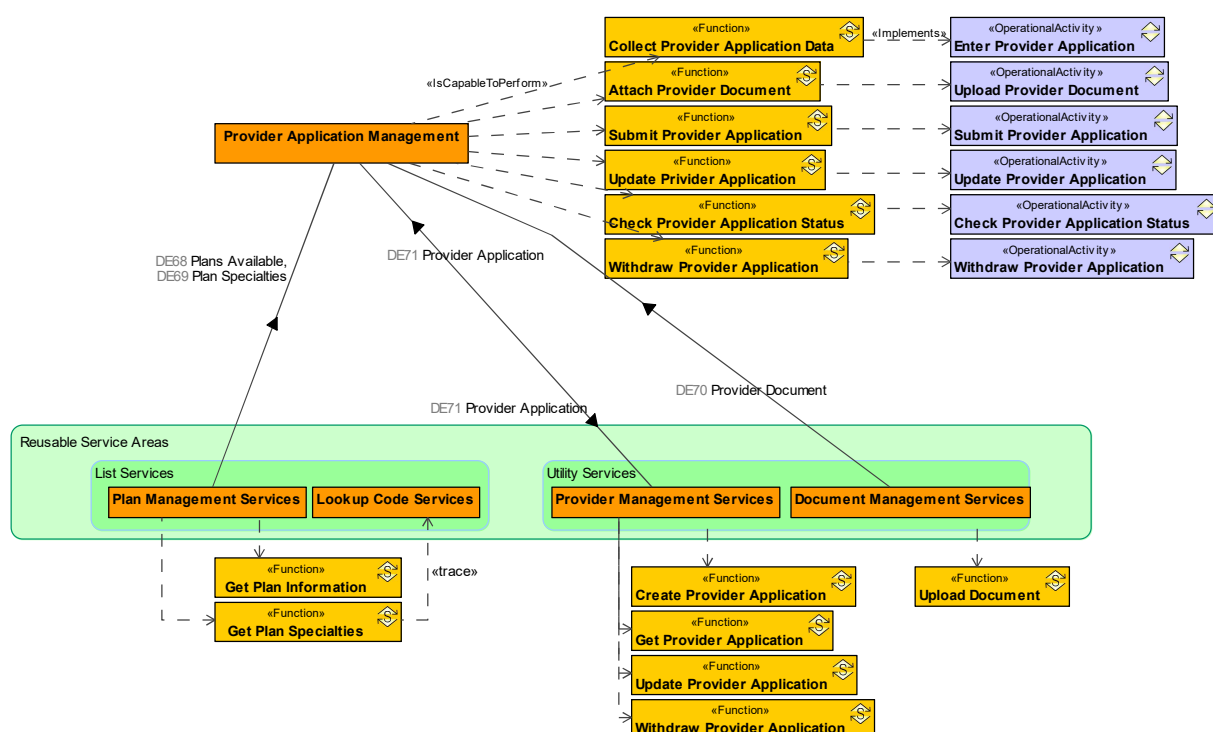 «Function»
Collect Provider Application Data
«Implements»
«OperationalActivity»
Enter Provider Application
«IsCapableToPerform»
«Function»
Attach Provider Document
«OperationalActivity»
Upload Provider Document
Provider Application Management
«Function»
Submit Provider Application
«OperationalActivity»
Submit Provider Application
«Function»
Update Privider Application
«OperationalActivity»
Update Provider Application
«Function»
Check Provider Application Status
«OperationalActivity»
Check Provider Application Status
«Function»
Withdraw Provider Application
«OperationalActivity»
Withdraw Provider Application
DE68 Plans Available,
DE69 Plan Specialties
DE71 Provider Application
DE70 Provider Document
DE71 Provider Application
Reusable Service Areas
List Services
Plan Management Services
Lookup Code Services
Utility Services
Provider Management Services
Document Management Services
«Function»
Get Plan Information
«trace»
«Function»
Get Plan Specialties
«Function»
Create Provider Application
«Function»
Upload Document
«Function»
Get Provider Application
«Function»
Update Provider Application
«Function»
Withdraw Provider Application